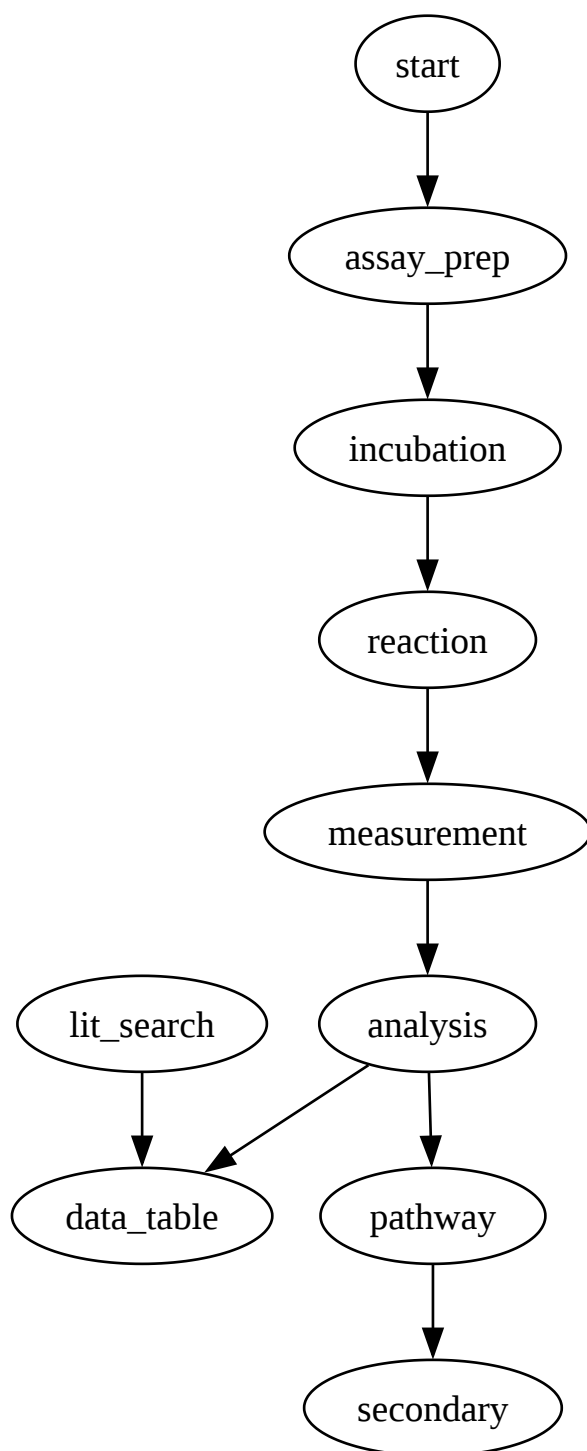 start
assay_prep
incubation
reaction
measurement
lit_search
analysis
data_table
pathway
secondary